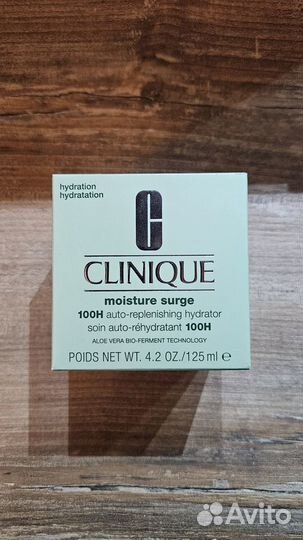 hydration
hydratation
CLINIQUE
moisture surge
100H auto-replenishing hydrator
soin auto-réhydratant 100H
ALOE VERA BIO-FERMENT TECHNOLOGY
POIDS NET WT. 4.2 OZ./125 ml ℮
Avito